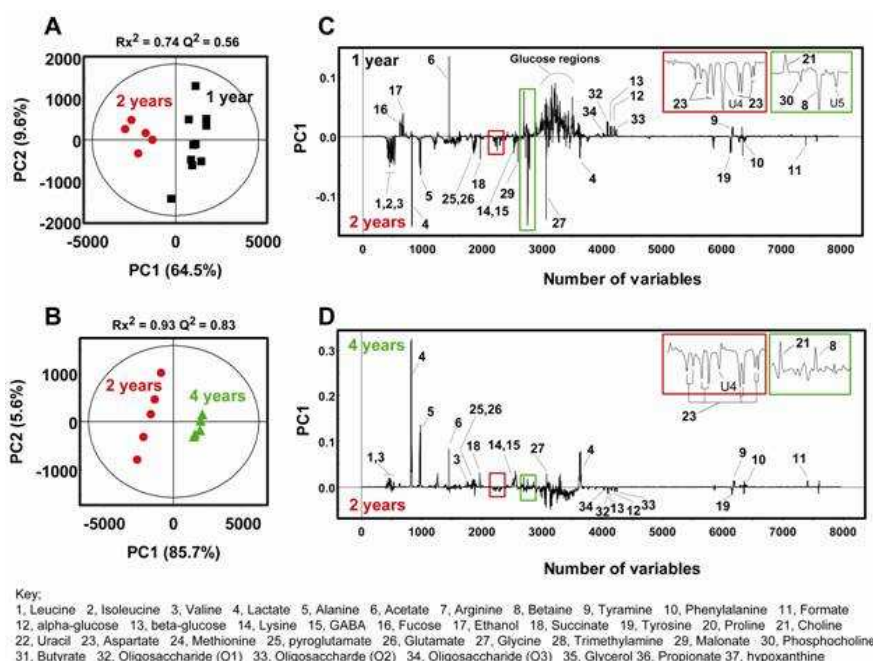 A
Rx² = 0.74 Q² = 0.56
2000
1000
0
-1000
-2000
PC2 (9.6%)
2 years
1 year
-5000 0 5000
PC1 (64.5%)
B
Rx² = 0.93 Q² = 0.83
1000
0
-1000
PC2 (5.6%)
2 years
4 years
-5000 0 5000
PC1 (85.7%)
C
1 year
6
Glucose regions
21
0.1
0.0
-0.1
PC1
17
16
32
13
12
34
33
23
U4
23
30
8
U5
9
5
18
25,26
29
14,15
1,2,3
4
27
4
19
10
11
2 years
0 1000 2000 3000 4000 5000 6000 7000 8000
Number of variables
D
4 years
0.3
0.2
0.1
0.0
PC1
4
5
25,26
6
18
14,15
1,3
3
27
4
21
8
U4
23
9
10
11
34
32
13
12
33
19
2 years
0 1000 2000 3000 4000 5000 6000 7000 8000
Number of variables
Key;
1, Leucine 2, Isoleucine 3, Valine 4, Lactate 5, Alanine 6, Acetate 7, Arginine 8, Betaine 9, Tyramine 10, Phenylalanine 11, Formate
12, alpha-glucose 13, beta-glucose 14, Lysine 15, GABA 16, Fucose 17, Ethanol 18, Succinate 19, Tyrosine 20, Proline 21, Choline
22, Uracil 23, Aspartate 24, Methionine 25, pyroglutamate 26, Glutamate 27, Glycine 28, Trimethylamine 29, Malonate 30, Phosphocholine
31, Butyrate 32, Oligosaccharide (O1) 33, Oligosaccharde (O2) 34, Oligosaccharide (O3) 35, Glycerol 36, Propionate 37, hypoxanthine